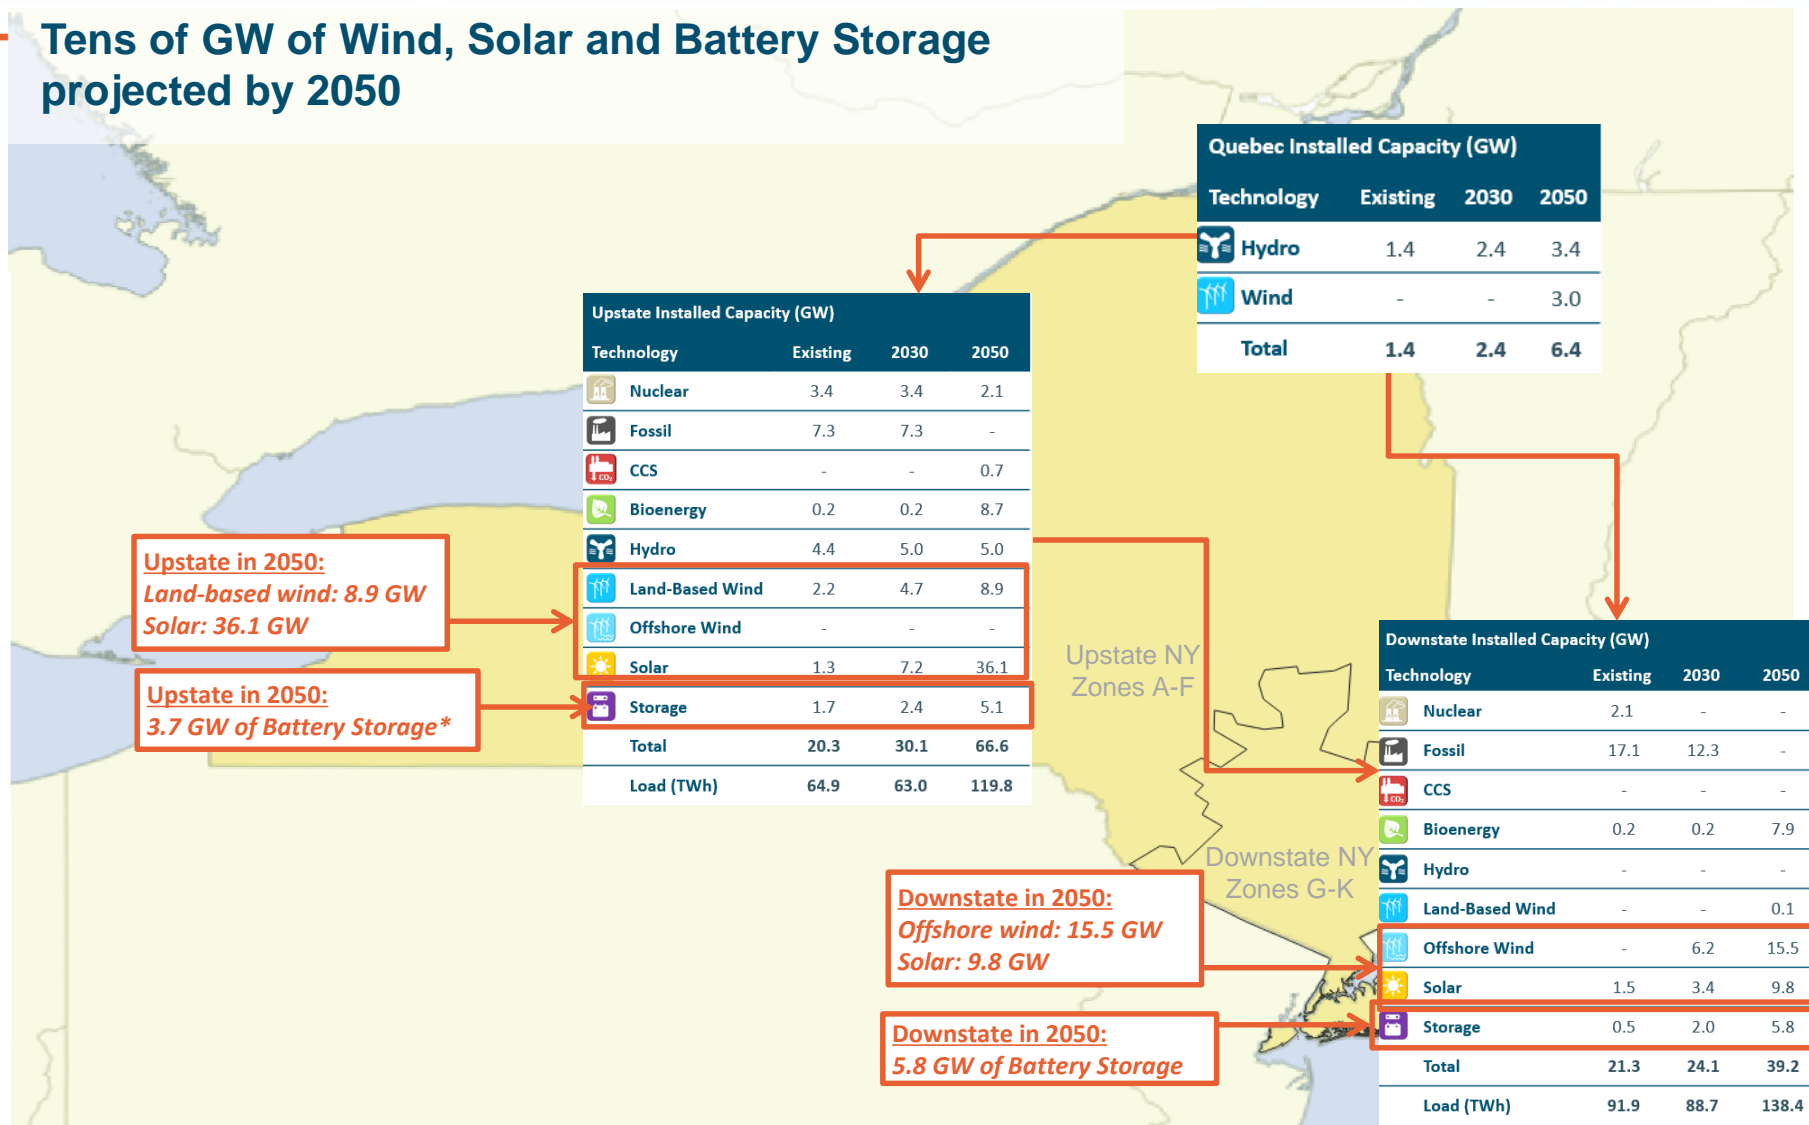 Tens of GW of Wind, Solar and Battery Storage
projected by 2050
Quebec Installed Capacity (GW)
Technology Existing 2030 2050
Hydro 1.4 2.4 3.4
Wind - - 3.0
Total 1.4 2.4 6.4
Upstate Installed Capacity (GW)
Technology Existing 2030 2050
Nuclear 3.4 3.4 2.1
Fossil 7.3 7.3 -
CO₂ CCS - - 0.7
Bioenergy 0.2 0.2 8.7
Hydro 4.4 5.0 5.0
Land-Based Wind 2.2 4.7 8.9
Offshore Wind - - -
Solar 1.3 7.2 36.1
Storage 1.7 2.4 5.1
Total 20.3 30.1 66.6
Load (TWh) 64.9 63.0 119.8
Upstate in 2050:
Land-based wind: 8.9 GW
Solar: 36.1 GW
Upstate in 2050:
3.7 GW of Battery Storage*
Upstate NY
Zones A-F
Downstate NY
Zones G-K
Downstate Installed Capacity (GW)
Technology Existing 2030 2050
Nuclear 2.1 - -
Fossil 17.1 12.3 -
CO₂ CCS - - -
Bioenergy 0.2 0.2 7.9
Hydro - - -
Land-Based Wind - - 0.1
Offshore Wind - 6.2 15.5
Solar 1.5 3.4 9.8
Storage 0.5 2.0 5.8
Total 21.3 24.1 39.2
Load (TWh) 91.9 88.7 138.4
Downstate in 2050:
Offshore wind: 15.5 GW
Solar: 9.8 GW
Downstate in 2050:
5.8 GW of Battery Storage